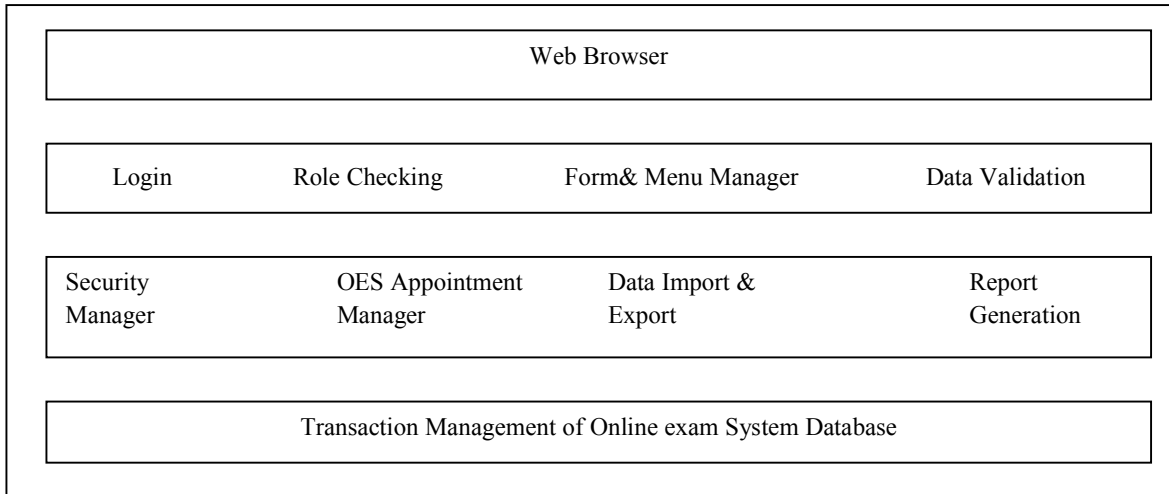 Web Browser
Login Role Checking Form& Menu Manager Data Validation
Security Manager
OES Appointment Manager
Data Import & Export
Report Generation
Transaction Management of Online exam System Database